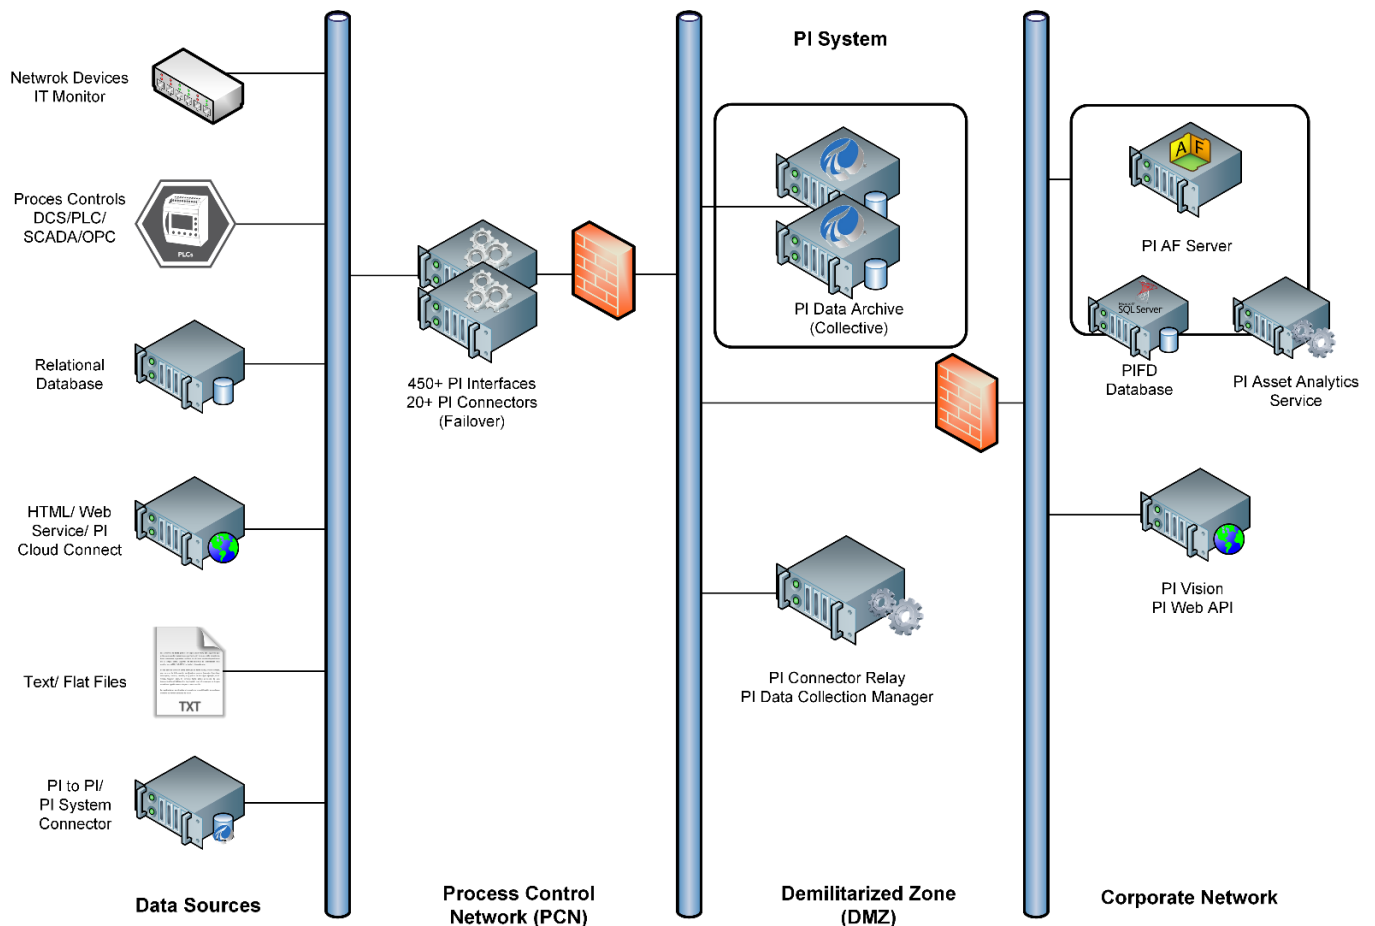 PI System
Netwrok Devices
IT Monitor
Proces Controls
DCS/PLC/
SCADA/OPC
PLCs
Relational
Database
HTML/ Web
Service/ PI
Cloud Connect
Text/ Flat Files
TXT
PI to PI/
PI System
Connector
Data Sources
450+ PI Interfaces
20+ PI Connectors
(Failover)
Process Control
Network (PCN)
PI Data Archive
(Collective)
PI Connector Relay
PI Data Collection Manager
Demilitarized Zone
(DMZ)
A F
PI AF Server
SQL Server
PIFD
Database
PI Asset Analytics
Service
PI Vision
PI Web API
Corporate Network